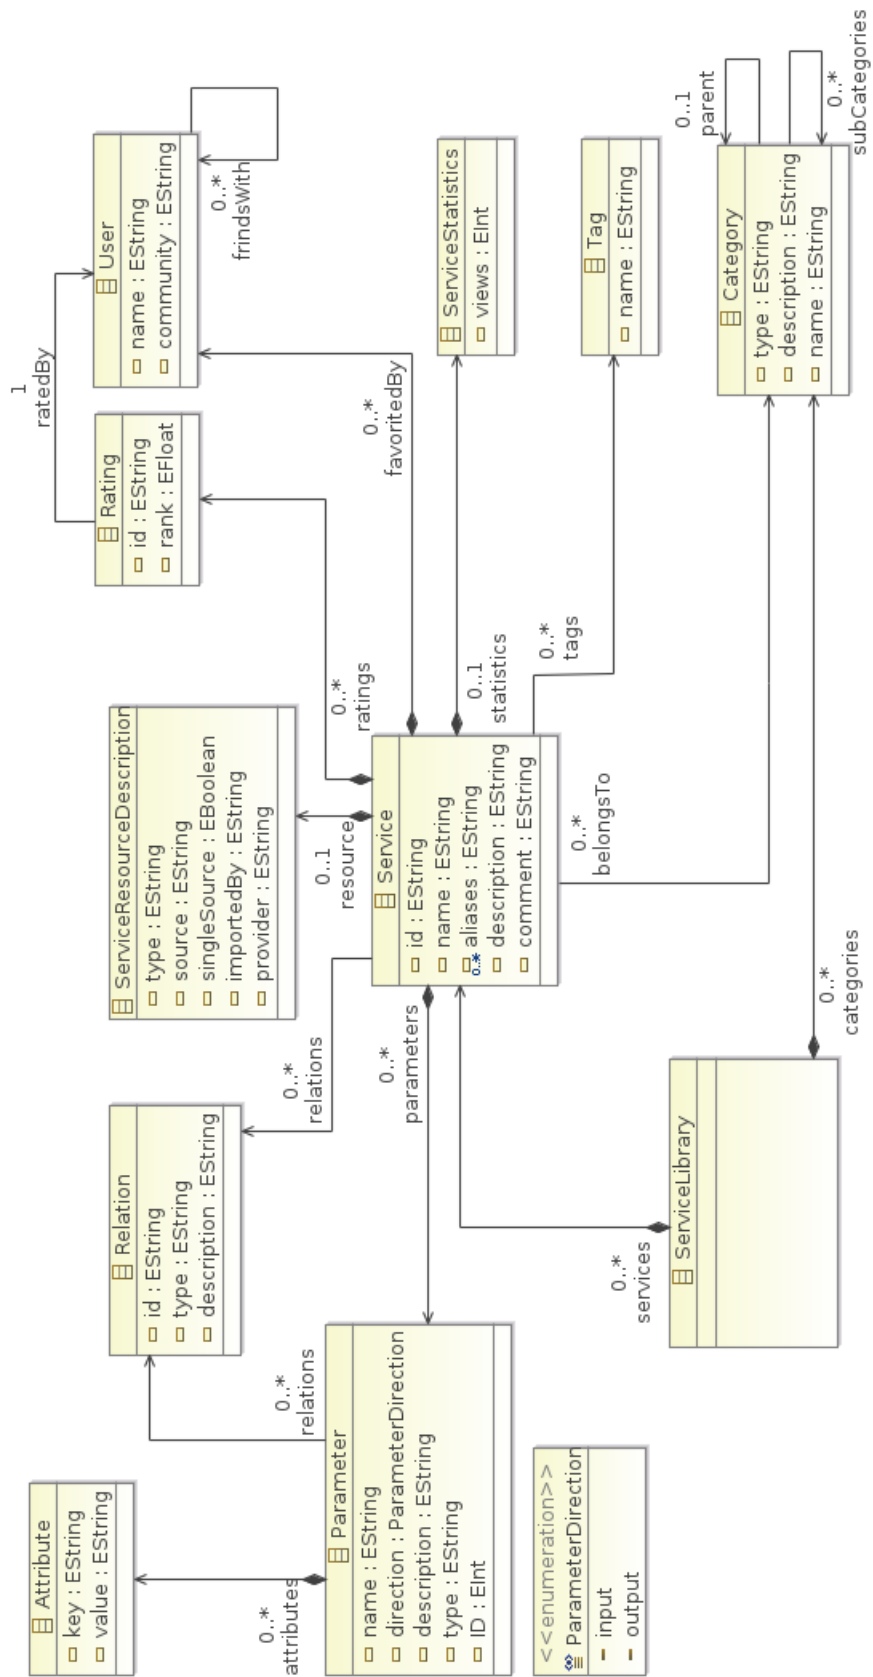 Attribute
key : EString
value : EString
0..*
attributes
Parameter
name : EString
direction : ParameterDirection
description : EString
type : EString
ID : EInt
<<enumeration>>
ParameterDirection
input
output
0..*
relations
Relation
id : EString
type : EString
description : EString
0..*
relations
0..*
parameters
0..*
services
ServiceLibrary
0..*
categories
ServiceResourceDescription
type : EString
source : EString
singleSource : EBoolean
importedBy : EString
provider : EString
0..1
resource
Service
id : EString
name : EString
0..*
aliases : EString
description : EString
comment : EString
0..*
belongsTo
0..*
ratings
0..1
statistics
0..*
tags
Rating
id : EString
rank : EFloat
1
ratedBy
0..*
favoritedBy
User
name : EString
community : EString
0..*
frindsWith
ServiceStatistics
views : EInt
Tag
name : EString
Category
type : EString
description : EString
name : EString
0..1
parent
0..*
subCategories